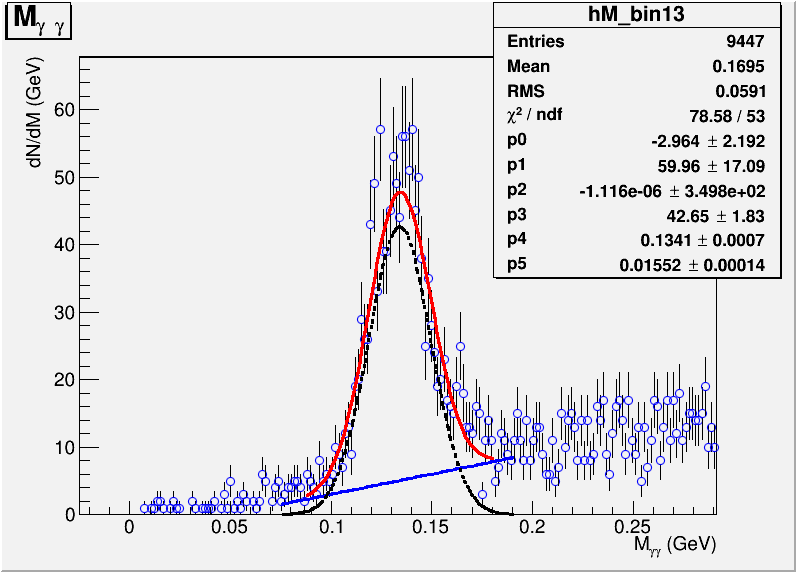 M γ γ
hM_bin13
Entries 9447
Mean 0.1695
RMS 0.0591
χ² / ndf 78.58 / 53
p0 -2.964 ± 2.192
p1 59.96 ± 17.09
p2 -1.116e-06 ± 3.498e+02
p3 42.65 ± 1.83
p4 0.1341 ± 0.0007
p5 0.01552 ± 0.00014
dN/dM (GeV)
60
50
40
30
20
10
0
0 0.05 0.1 0.15 0.2 0.25
M γγ (GeV)